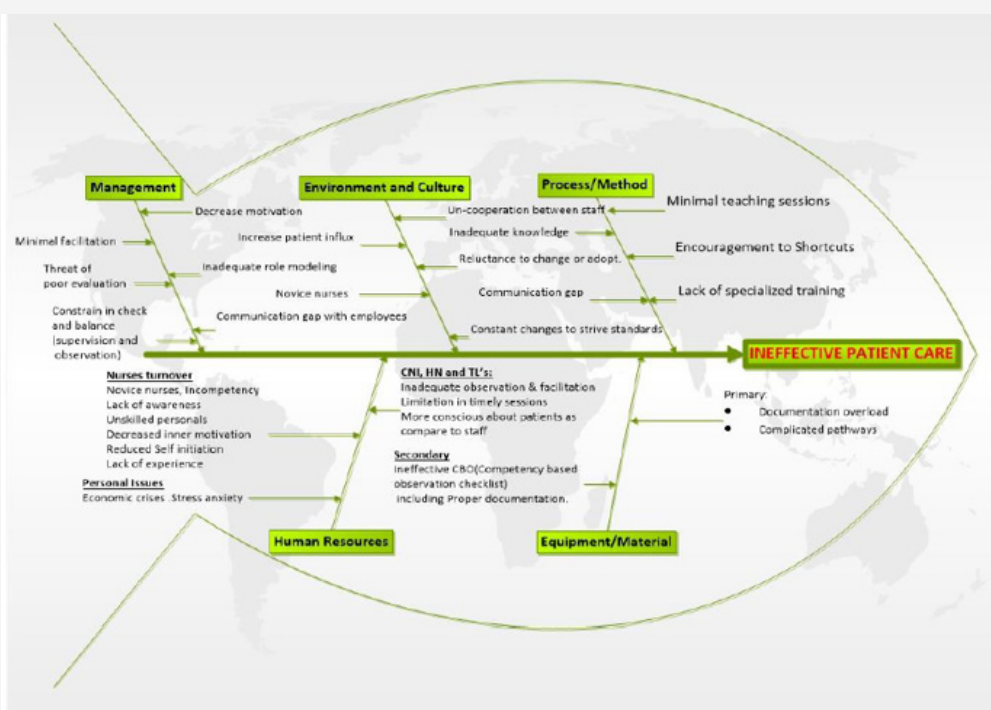 Management
Environment and Culture
Process/Method
Decrease motivation
Minimal facilitation
Inadequate role modeling
Threat of
poor evaluation
Communication gap with employees
Constrain in check
and balance
(supervision and
observation)
Un-cooperation between staff
Increase patient influx
Reluctance to change or adopt.
Novice nurses
Constant changes to strive standards
Minimal teaching sessions
Inadequate knowledge
Encouragement to Shortcuts
Communication gap
Lack of specialized training
INEFFECTIVE PATIENT CARE
Nurses turnover
Novice nurses, Incompetency
Lack of awareness
Unskilled personals
Decreased inner motivation
Reduced Self initiation
Lack of experience
Personal Issues
Economic crises .Stress anxiety
CNI, HN and TL's:
Inadequate observation & facilitation
Limitation in timely sessions
More conscious about patients as
compare to staff
Secondary
Ineffective CBO(Competency based
observation checklist)
including Proper documentation.
Primary:
• Documentation overload
• Complicated pathways
Human Resources
Equipment/Material